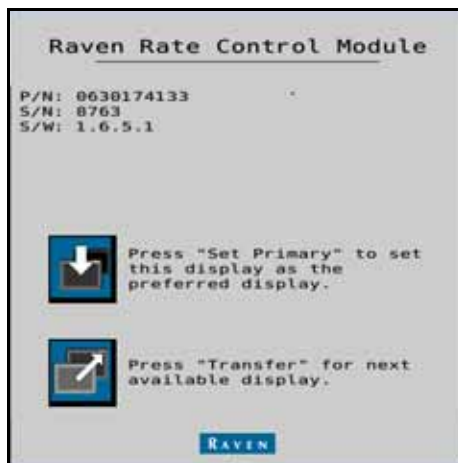 Raven Rate Control Module
P/N: 0630174133
S/N: 8763
S/W: 1.6.5.1
Press "Set Primary" to set
this display as the
preferred display.
Press "Transfer" for next
available display.
RAVEN